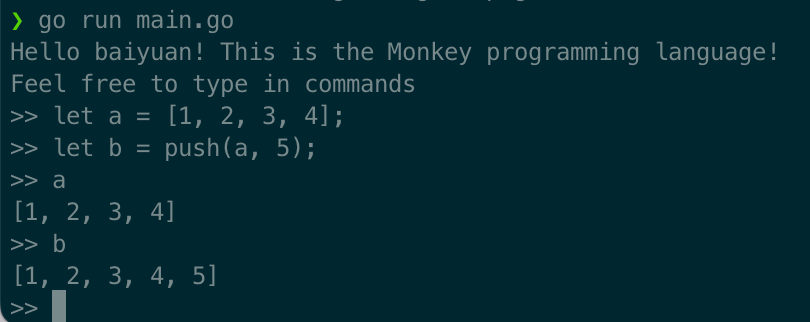 ❯ go run main.go
Hello baiyuan! This is the Monkey programming language!
Feel free to type in commands
>> let a = [1, 2, 3, 4];
>> let b = push(a, 5);
>> a
[1, 2, 3, 4]
>> b
[1, 2, 3, 4, 5]
>>